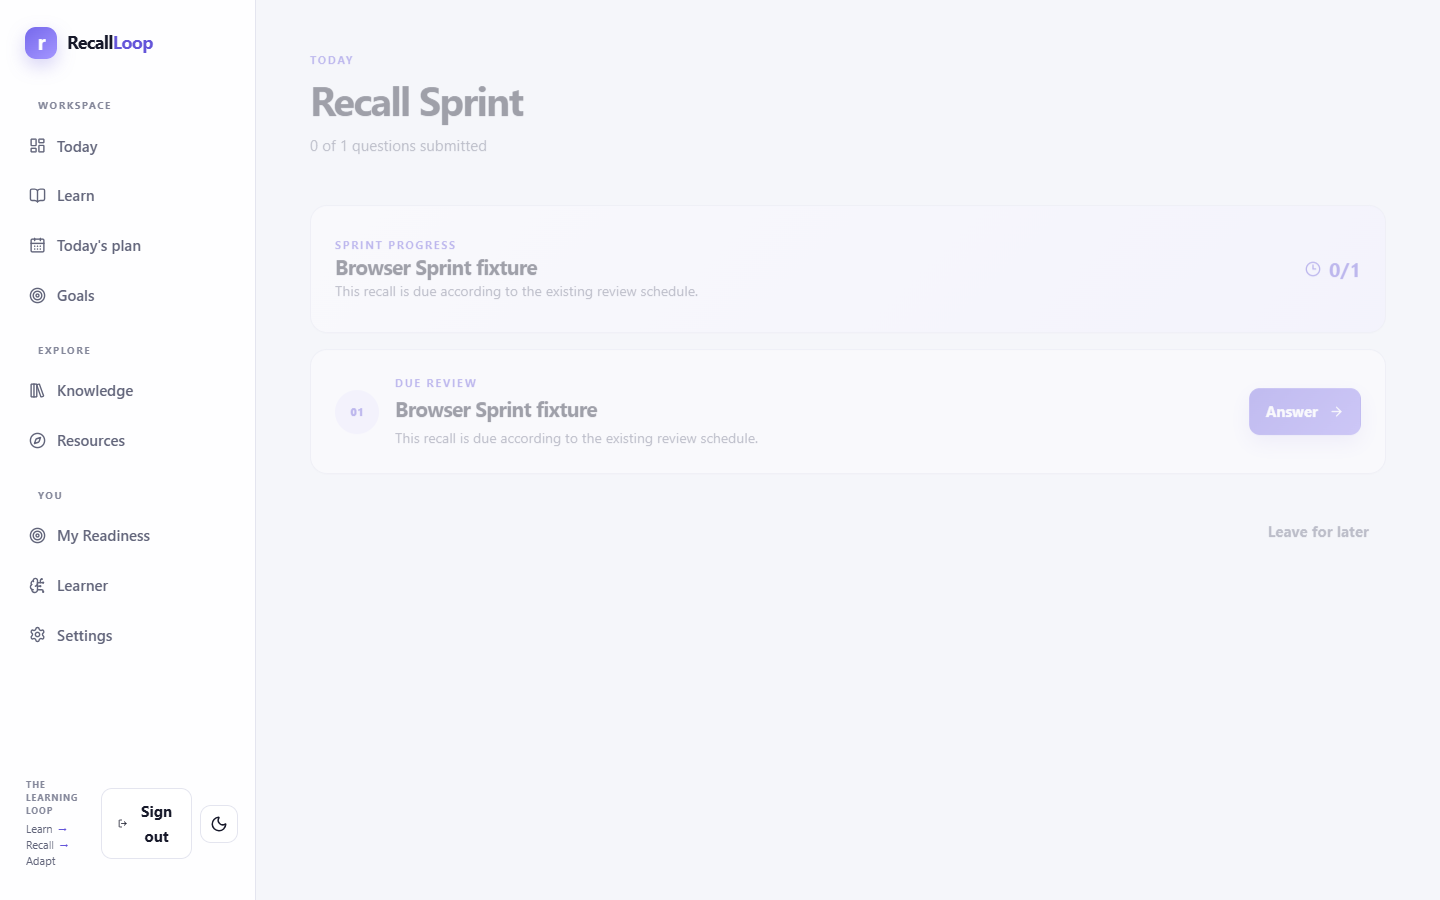 r RecallLoop
WORKSPACE
Today
Learn
Today's plan
Goals
EXPLORE
Knowledge
Resources
YOU
My Readiness
Learner
Settings
THE
LEARNING
LOOP
Learn →
Recall →
Adapt
Sign
out
TODAY
Recall Sprint
0 of 1 questions submitted
SPRINT PROGRESS
Browser Sprint fixture
This recall is due according to the existing review schedule.
0/1
01
DUE REVIEW
Browser Sprint fixture
This recall is due according to the existing review schedule.
Answer →
Leave for later